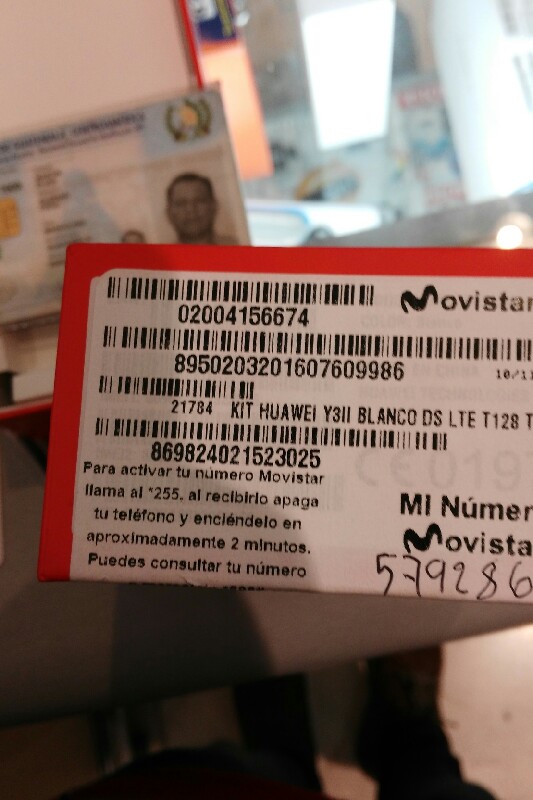 Movistar
02004156674
8950203201607609986
10/11
21784 KIT HUAWEI Y3II BLANCO DS LTE T128 T
869824021523025
Para activar tu número Movistar
llama al *255, al recibirlo apaga
tu teléfono y enciéndelo en
aproximadamente 2 minutos.
Puedes consultar tu número
MI Númer
Movista
579286